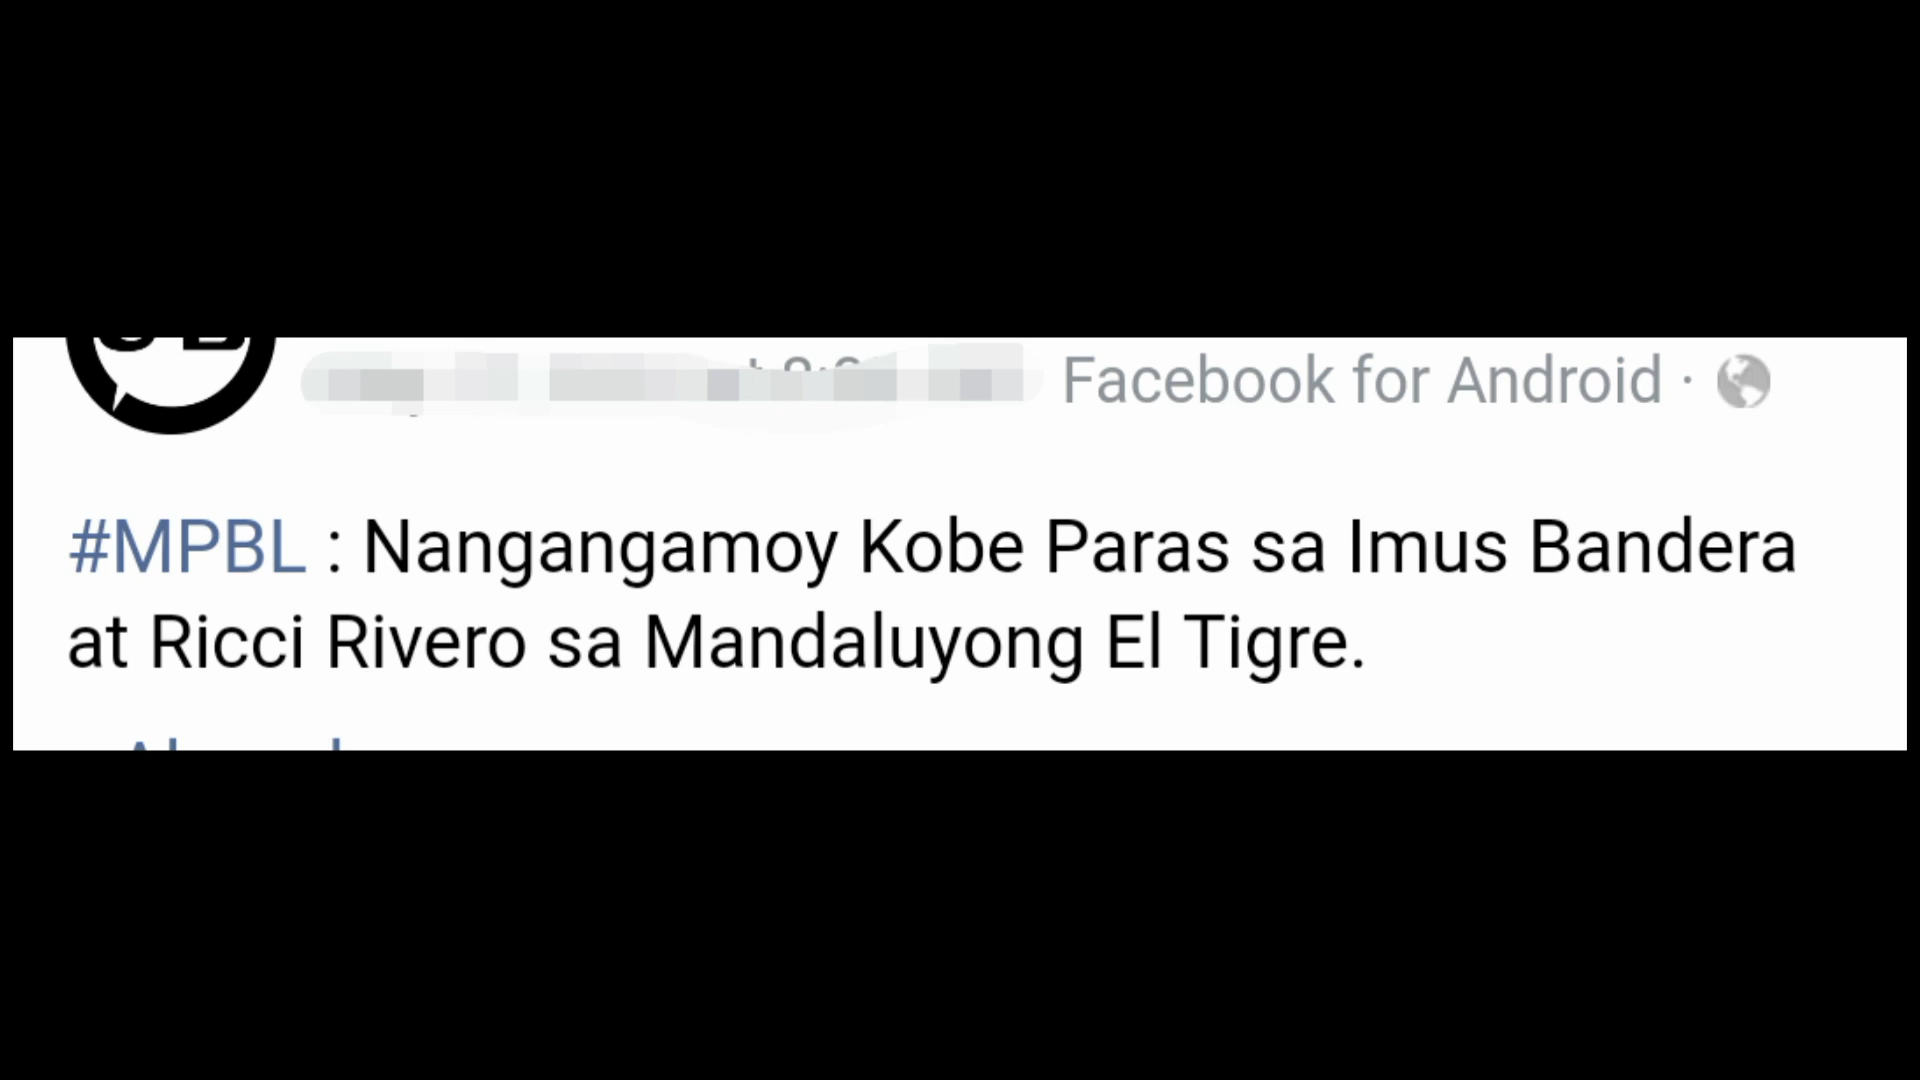 Facebook for Android ·
#MPBL : Nangangamoy Kobe Paras sa Imus Bandera
at Ricci Rivero sa Mandaluyong El Tigre.